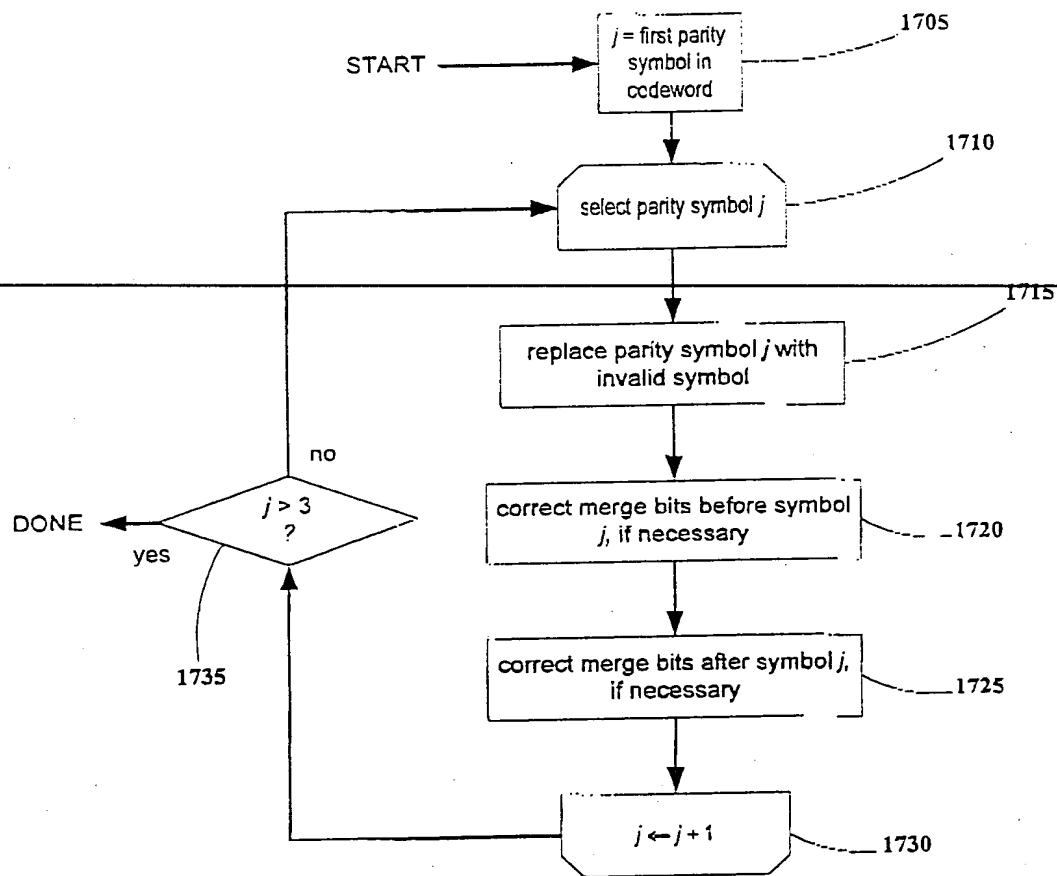 j = first parity
symbol in
codeword
1705
START
1710
select parity symbol j
1715
replace parity symbol j with
invalid symbol
no
j > 3
?
DONE
yes
correct merge bits before symbol
j, if necessary
1720
correct merge bits after symbol j,
if necessary
1725
1735
j ← j + 1
1730